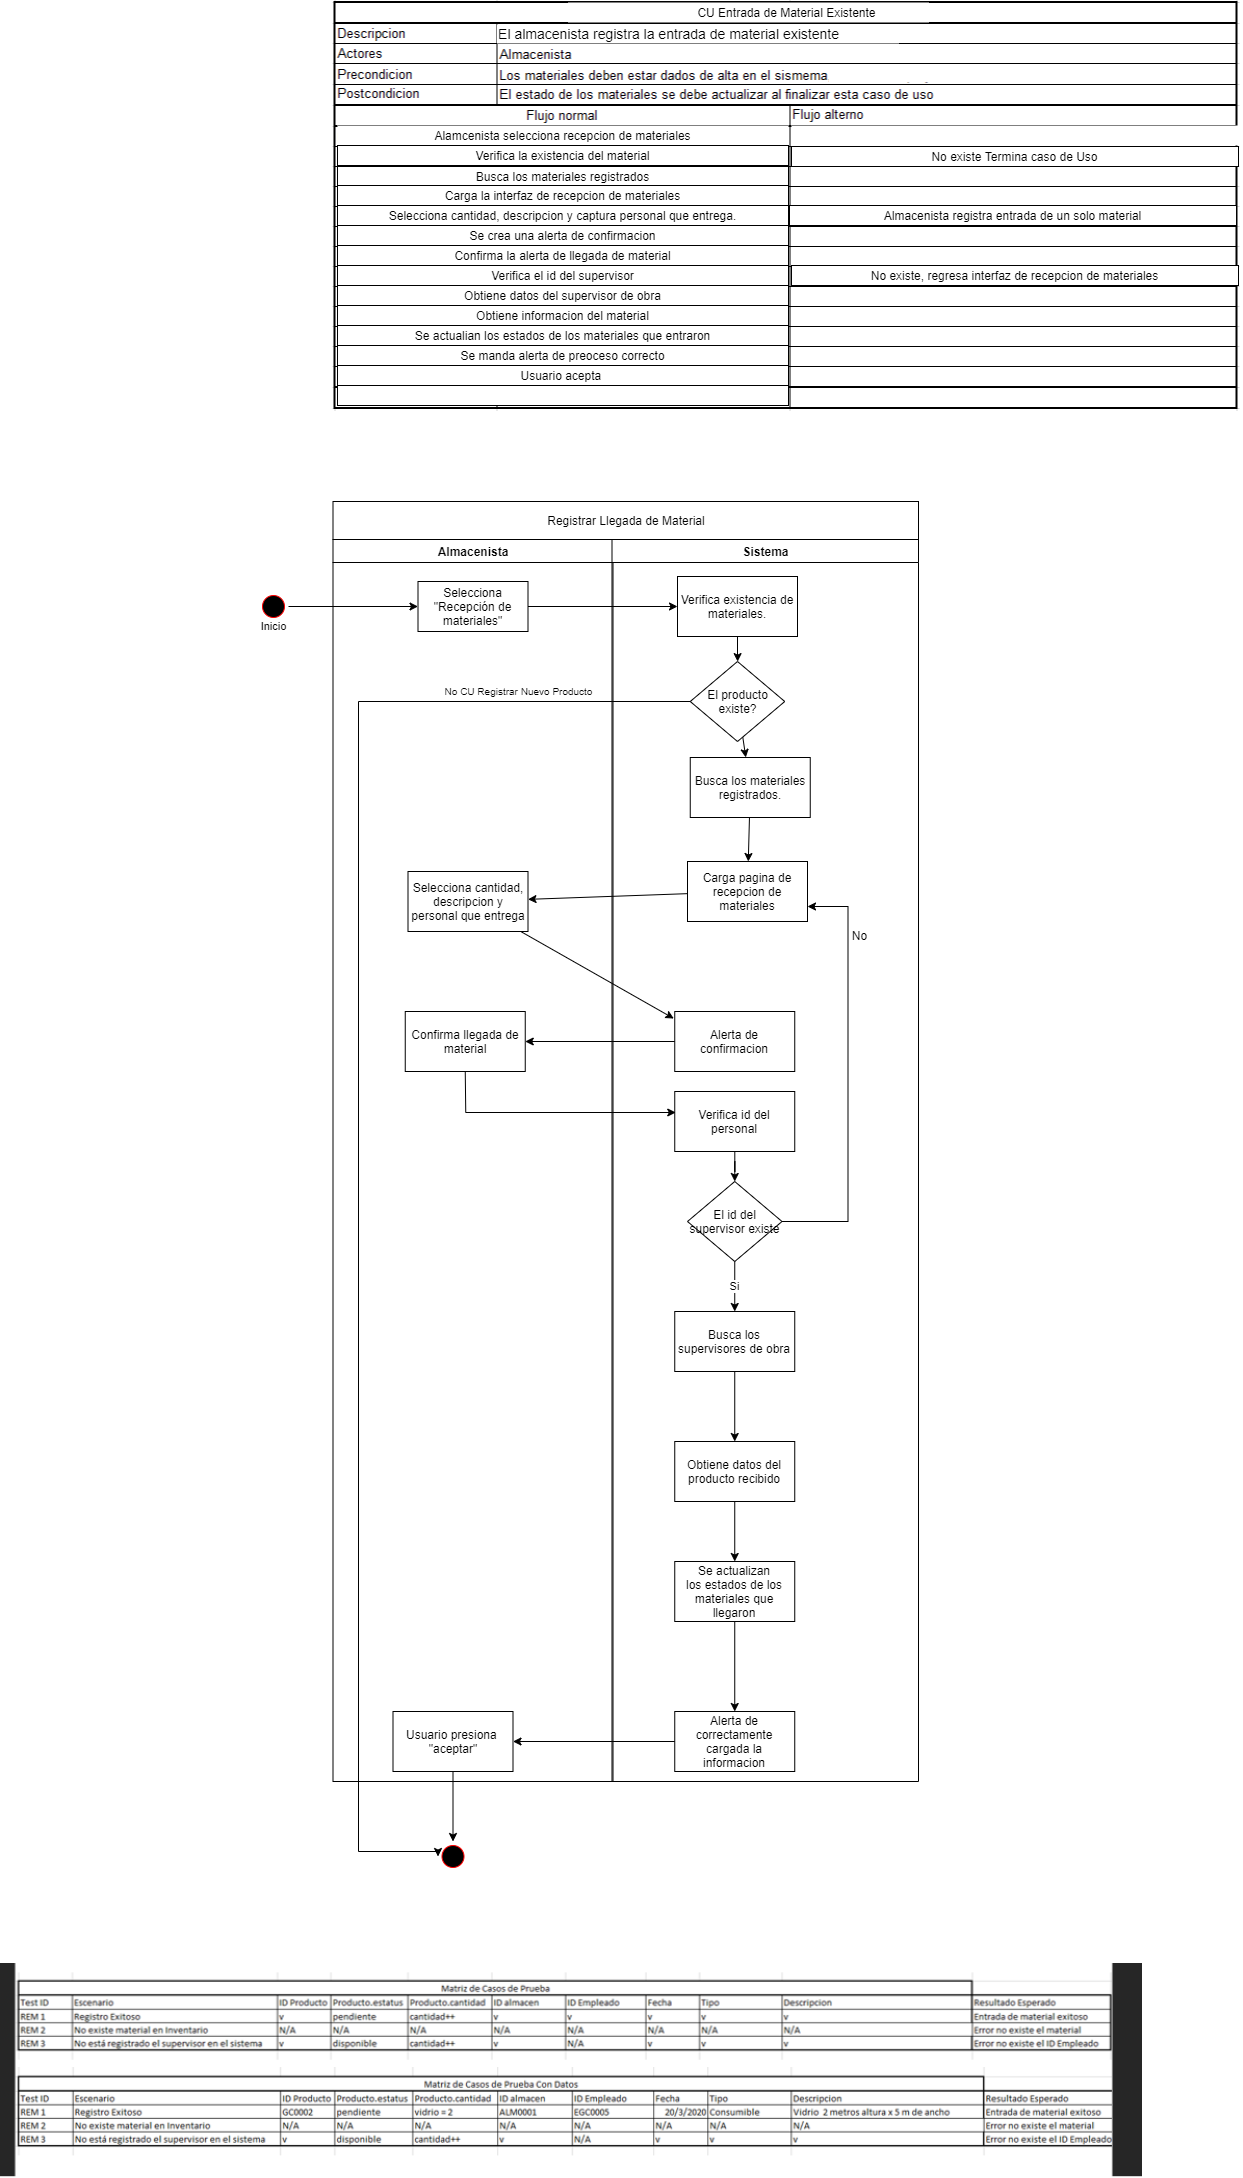 CU Entrada de Material Existente
Descripcion El almacenista registra la entrada de material existente
Actores Almacenista
Precondicion Los materiales deben estar dados de alta en el sismema
Postcondicion El estado de los materiales se debe actualizar al finalizar esta caso de uso
Flujo normal Flujo alterno
Alamcenista selecciona recepcion de materiales
Verifica la existencia del material No existe Termina caso de Uso
Busca los materiales registrados
Carga la interfaz de recepcion de materiales
Selecciona cantidad, descripcion y captura personal que entrega. Almacenista registra entrada de un solo material
Se crea una alerta de confirmacion
Confirma la alerta de llegada de material
Verifica el id del supervisor No existe, regresa interfaz de recepcion de materiales
Obtiene datos del supervisor de obra
Obtiene informacion del material
Se actualian los estados de los materiales que entraron
Se manda alerta de preoceso correcto
Usuario acepta
Registrar Llegada de Material
Almacenista Sistema
Inicio
Selecciona
"Recepción de
materiales"
Verifica existencia de
materiales.
No CU Registrar Nuevo Producto
El producto
existe?
Busca los materiales
registrados.
Carga pagina de
recepcion de
materiales
Selecciona cantidad,
descripcion y
personal que entrega
No
Alerta de
confirmacion
Confirma llegada de
material
Verifica id del
personal
El id del
supervisor existe
Si
Busca los
supervisores de obra
Obtiene datos del
producto recibido
Se actualizan
los estados de los
materiales que
llegaron
Alerta de
correctamente
cargada la
informacion
Usuario presiona
"aceptar"
Matriz de Casos de Prueba
Test ID Escenario ID Producto Producto.estatus Producto.cantidad ID almacen ID Empleado Fecha Tipo Descripcion Resultado Esperado
REM 1 Registro Exitoso v pendiente cantidad++ v v v v v Entrada de material exitoso
REM 2 No existe material en Inventario N/A N/A N/A N/A N/A N/A N/A N/A Error no existe el material
REM 3 No está registrado el supervisor en el sistema v disponible cantidad++ v N/A v v v Error no existe el ID Empleado
Matriz de Casos de Prueba Con Datos
Test ID Escenario ID Producto Producto.estatus Producto.cantidad ID almacen ID Empleado Fecha Tipo Descripcion Resultado Esperado
REM 1 Registro Exitoso GC0002 pendiente vidrio = 2 ALM0001 EGC0005 20/3/2020 Consumible Vidrio 2 metros altura x 5 m de ancho Entrada de material exitoso
REM 2 No existe material en Inventario N/A N/A N/A N/A N/A N/A N/A N/A Error no existe el material
REM 3 No está registrado el supervisor en el sistema v disponible cantidad++ v N/A v v v Error no existe el ID Empleado